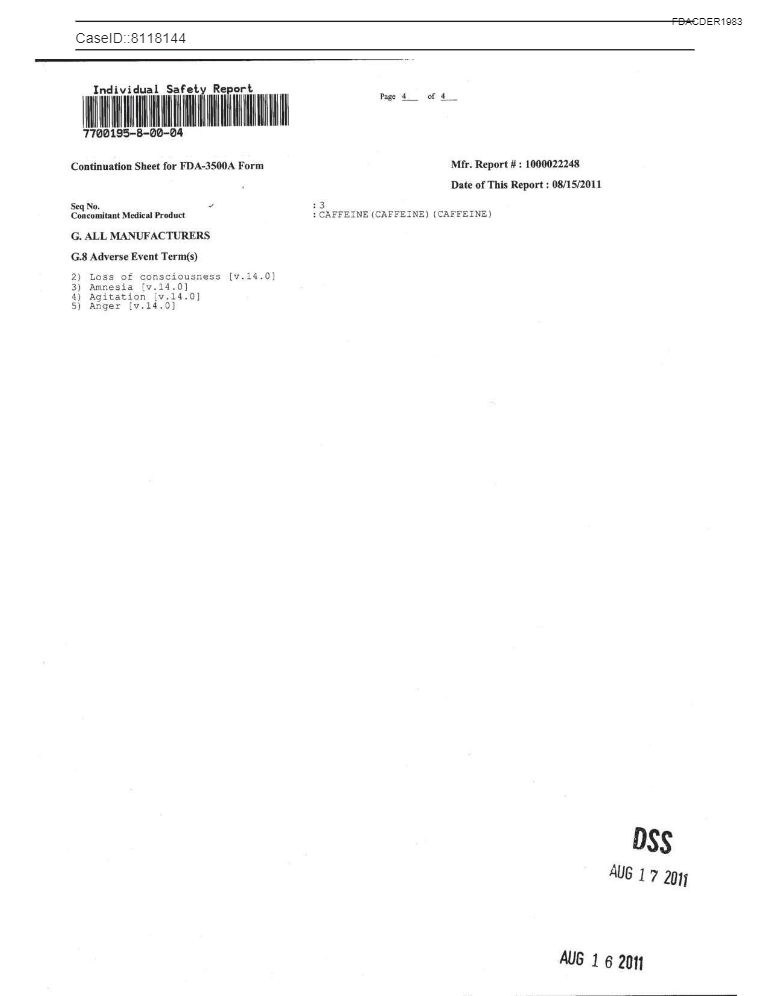 FDACDER1983
CaseID::8118144
Individual Safety Report
7700195-8-00-04
Page 4 of 4
Continuation Sheet for FDA-3500A Form
Mfr. Report # : 1000022248
Date of This Report : 08/15/2011
Seq No. : 3
Concomitant Medical Product : CAFFEINE (CAFFEINE) (CAFFEINE)
G. ALL MANUFACTURERS
G.8 Adverse Event Term(s)
2) Loss of consciousness [v.14.0]
3) Amnesia [v.14.0]
4) Agitation [v.14.0]
5) Anger [v.14.0]
DSS
AUG 17 2011
AUG 16 2011